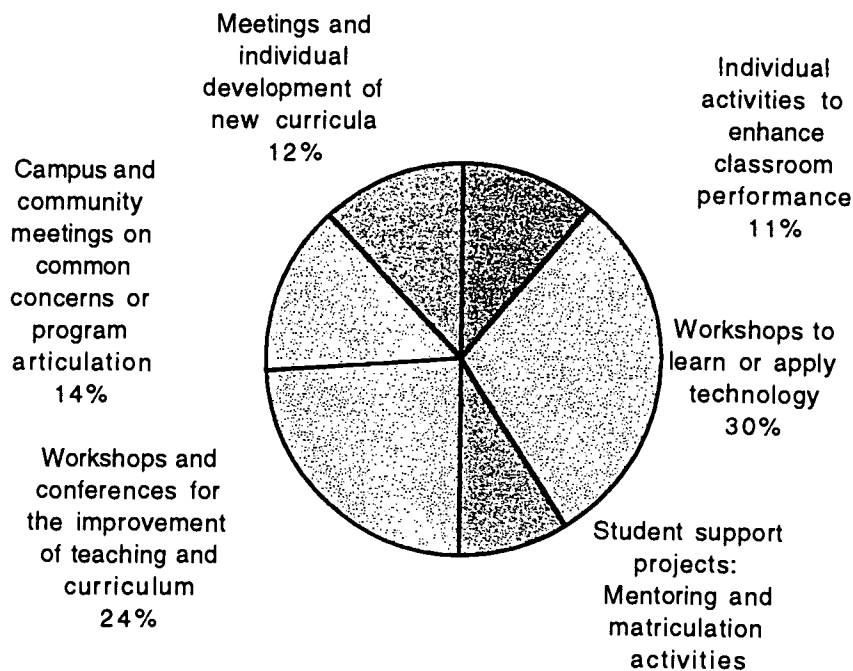 Meetings and
individual
development of
new curricula
12%
Individual
activities to
enhance
classroom
performance
11%
Campus and
community
meetings on
common
concerns or
program
articulation
14%
Workshops to
learn or apply
technology
30%
Workshops and
conferences for
the improvement
of teaching and
curriculum
24%
Student support
projects:
Mentoring and
matriculation
activities